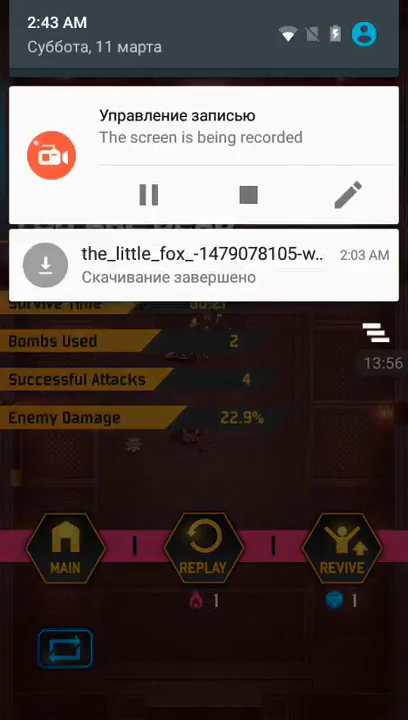 2:43 AM
Суббота, 11 марта
Управление записью
The screen is being recorded
the_little_fox_-1479078105-w..
2:03 AM
Скачивание завершено
Survive Time
13:56
Bombs Used 2
Successful Attacks 4
Enemy Damage 22.9%
MAIN REPLAY REVIVE
1 1